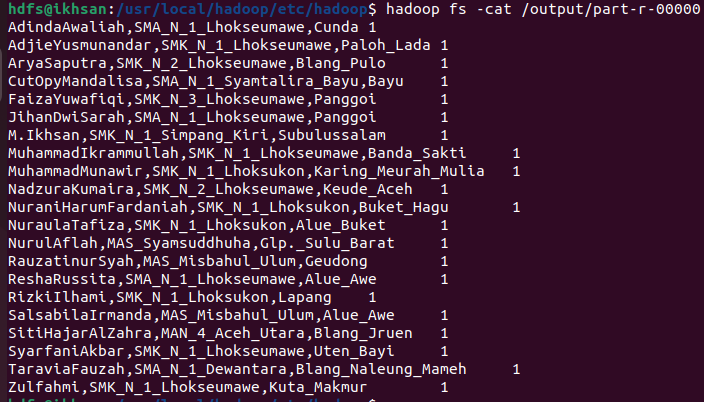 hdfs@ikhsan:/usr/local/hadoop/etc/hadoop$ hadoop fs -cat /output/part-r-00000
AdindaAwaliah,SMA_N_1_Lhokseumawe,Cunda 1
AdjieYusmunandar,SMK_N_1_Lhokseumawe,Paloh_Lada 1
AryaSaputra,SMK_N_2_Lhokseumawe,Blang_Pulo 1
CutOpyMandalisa,SMA_N_1_Syamtalira_Bayu,Bayu 1
FaizaYuwafiqi,SMK_N_3_Lhokseumawe,Panggoi 1
JihanDwiSarah,SMA_N_1_Lhokseumawe,Panggoi 1
M.Ikhsan,SMK_N_1_Simpang_Kiri,Subulussalam 1
MuhammadIkrammullah,SMK_N_1_Lhokseumawe,Banda_Sakti 1
MuhammadMunawir,SMK_N_1_Lhoksukon,Karing_Meurah_Mulia 1
NadzuraKumaira,SMK_N_2_Lhokseumawe,Keude_Aceh 1
NuraniHarumFardaniah,SMK_N_1_Lhoksukon,Buket_Hagu 1
NuraulaTafiza,SMK_N_1_Lhoksukon,Alue_Buket 1
NurulAflah,MAS_Syamsuddhuha,Glp._Sulu_Barat 1
RauzatinurSyah,MAS_Misbahul_Ulum,Geudong 1
ReshaRussita,SMA_N_1_Lhokseumawe,Alue_Awe 1
RizkiIlhami,SMK_N_1_Lhoksukon,Lapang 1
SalsabilaIrmanda,MAS_Misbahul_Ulum,Alue_Awe 1
SitiHajarAlZahra,MAN_4_Aceh_Utara,Blang_Jruen 1
SyarfaniAkbar,SMK_N_1_Lhokseumawe,Uten_Bayi 1
TaraviaFauzah,SMA_N_1_Dewantara,Blang_Naleung_Mameh 1
Zulfahmi,SMK_N_1_Lhokseumawe,Kuta_Makmur 1